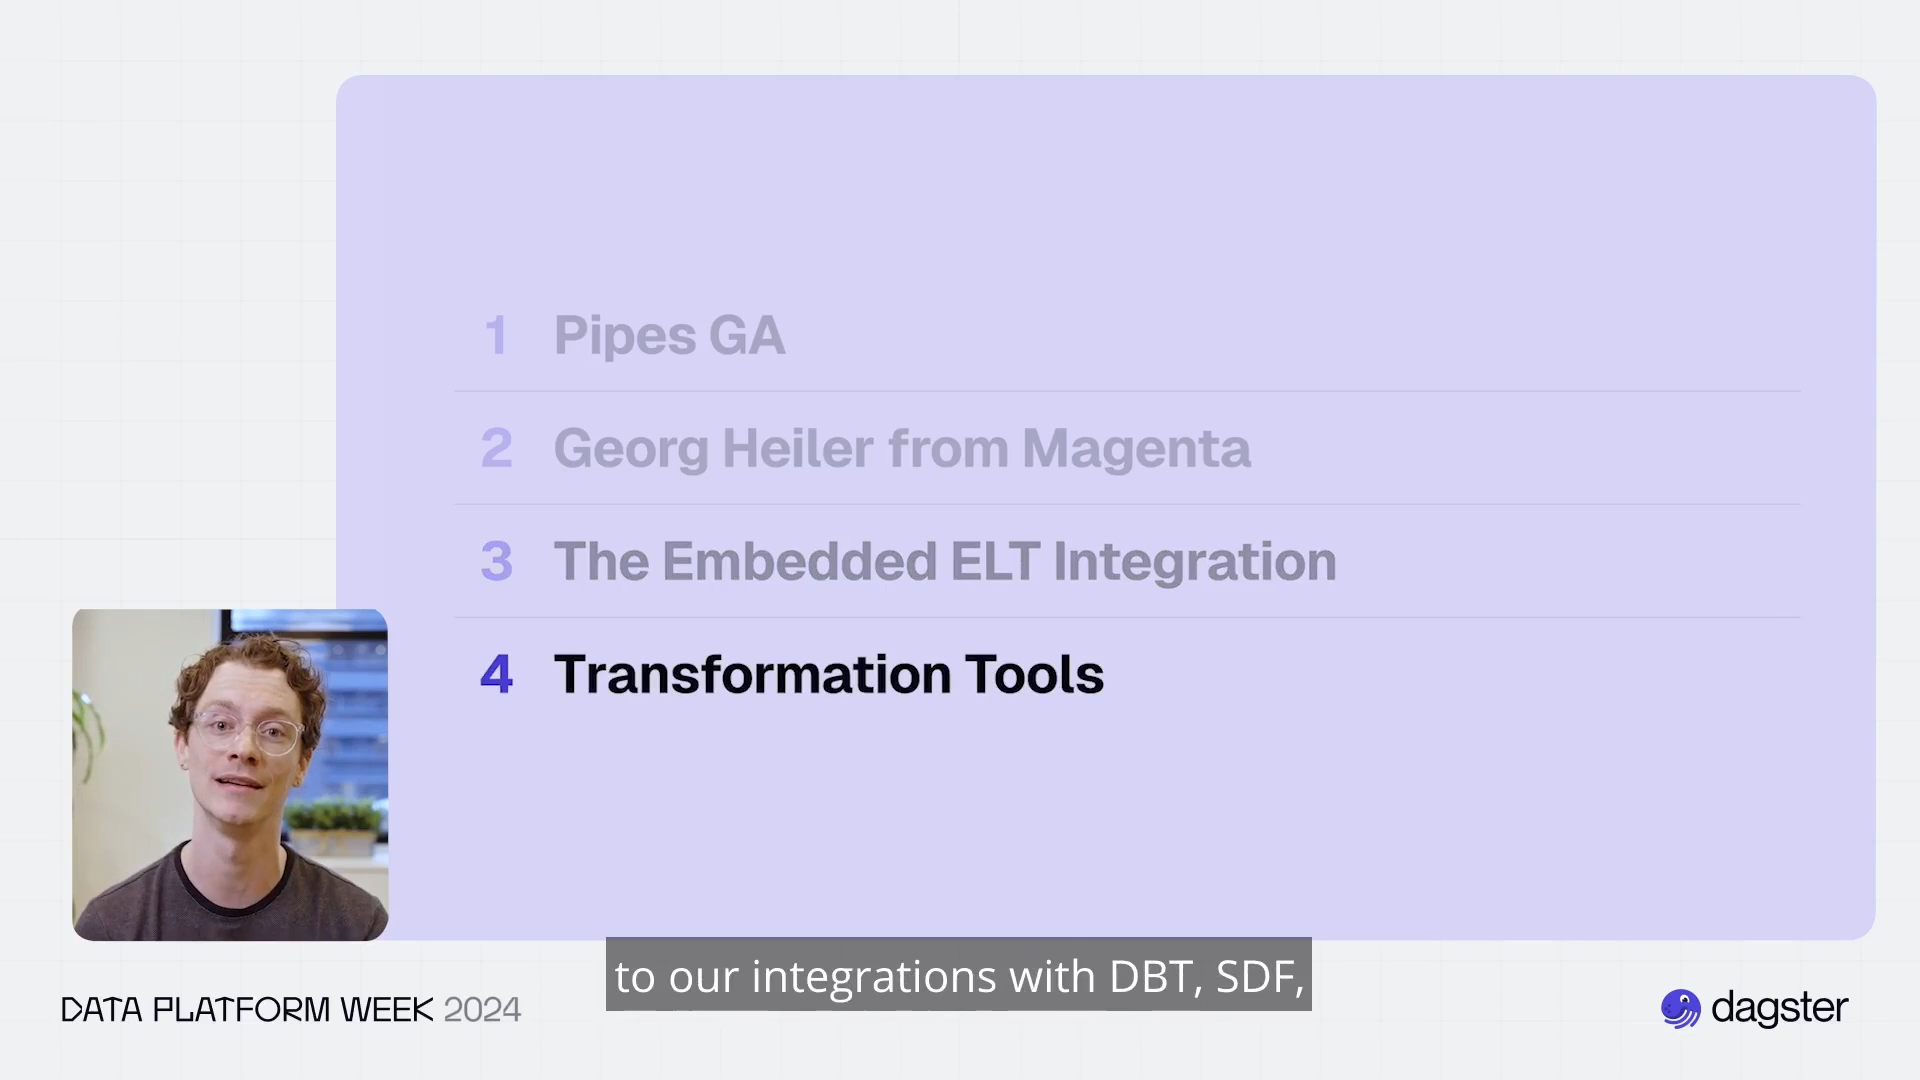 1 Pipes GA
2 Georg Heiler from Magenta
3 The Embedded ELT Integration
4 Transformation Tools
to our integrations with DBT, SDF,
DATA PLATFORM WEEK 2024
dagster